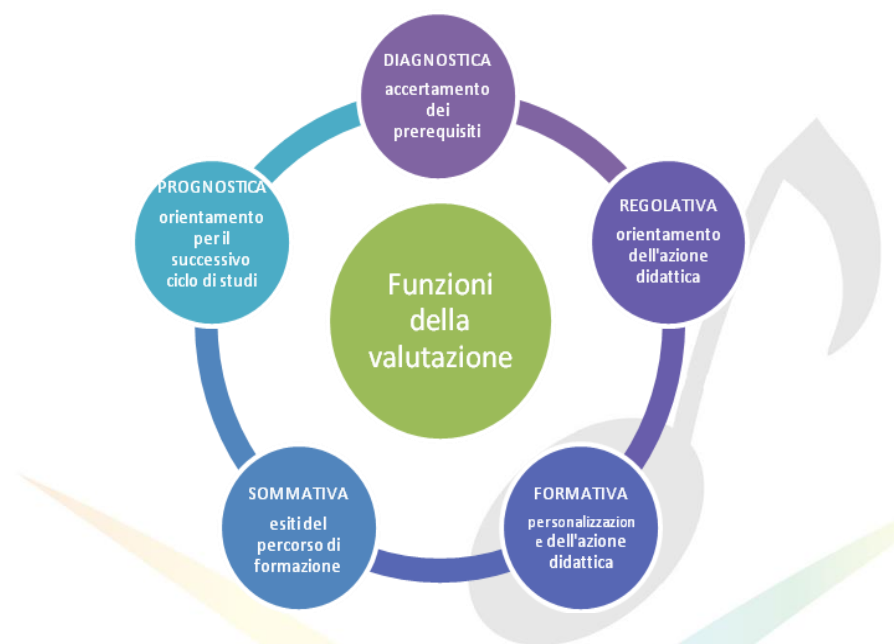 DIAGNOSTICA
accertamento
dei
prerequisiti
REGOLATIVA
orientamento
dell'azione
didattica
FORMATIVA
personalizzazion
e dell'azione
didattica
SOMMATIVA
esiti del
percorso di
formazione
PROGNOSTICA
orientamento
per il
successivo
ciclo di studi
Funzioni
della
valutazione